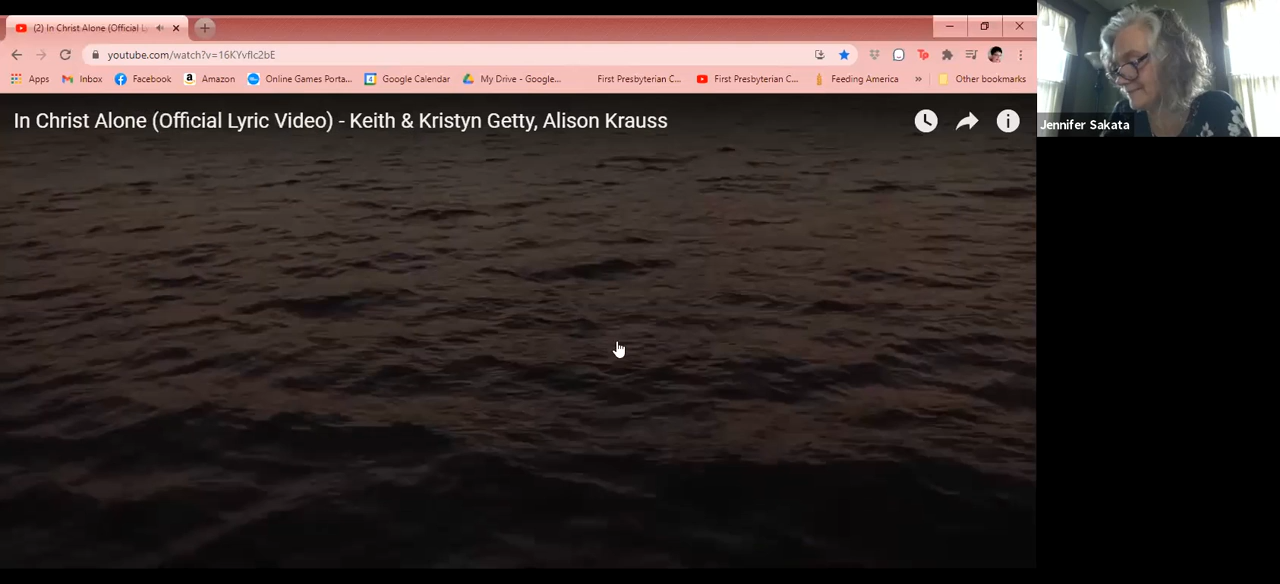 (2) In Christ Alone (Official L
youtube.com/watch?v=16KYvfIc2bE
Apps Inbox Facebook Amazon Online Games Porta... Google Calendar My Drive - Google... First Presbyterian C... First Presbyterian C... Feeding America » Other bookmarks
In Christ Alone (Official Lyric Video) - Keith & Kristyn Getty, Alison Krauss
Jennifer Sakata